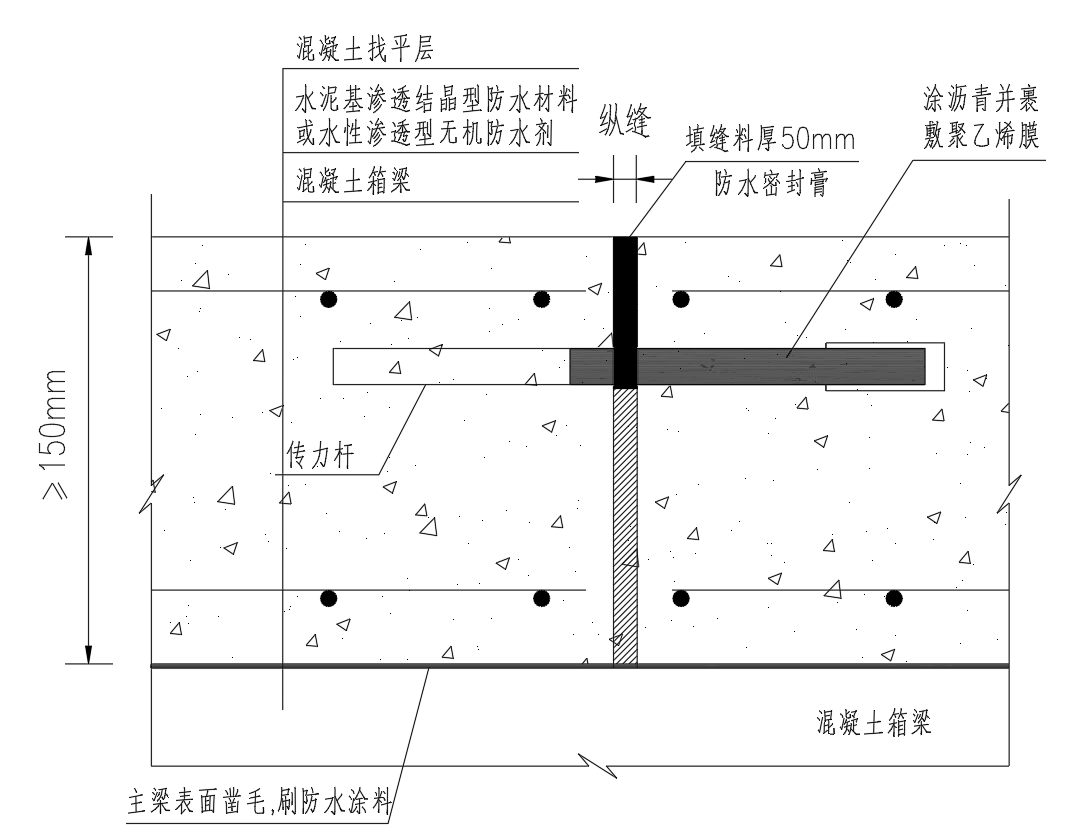 混凝土找平层
水泥基渗透结晶型防水材料
或水性渗透型无机防水剂
混凝土箱梁
纵缝
填缝料厚50mm
防水密封膏
涂沥青并裹
敷聚乙烯膜
≥150mm
传力杆
混凝土箱梁
主梁表面凿毛,刷防水涂料